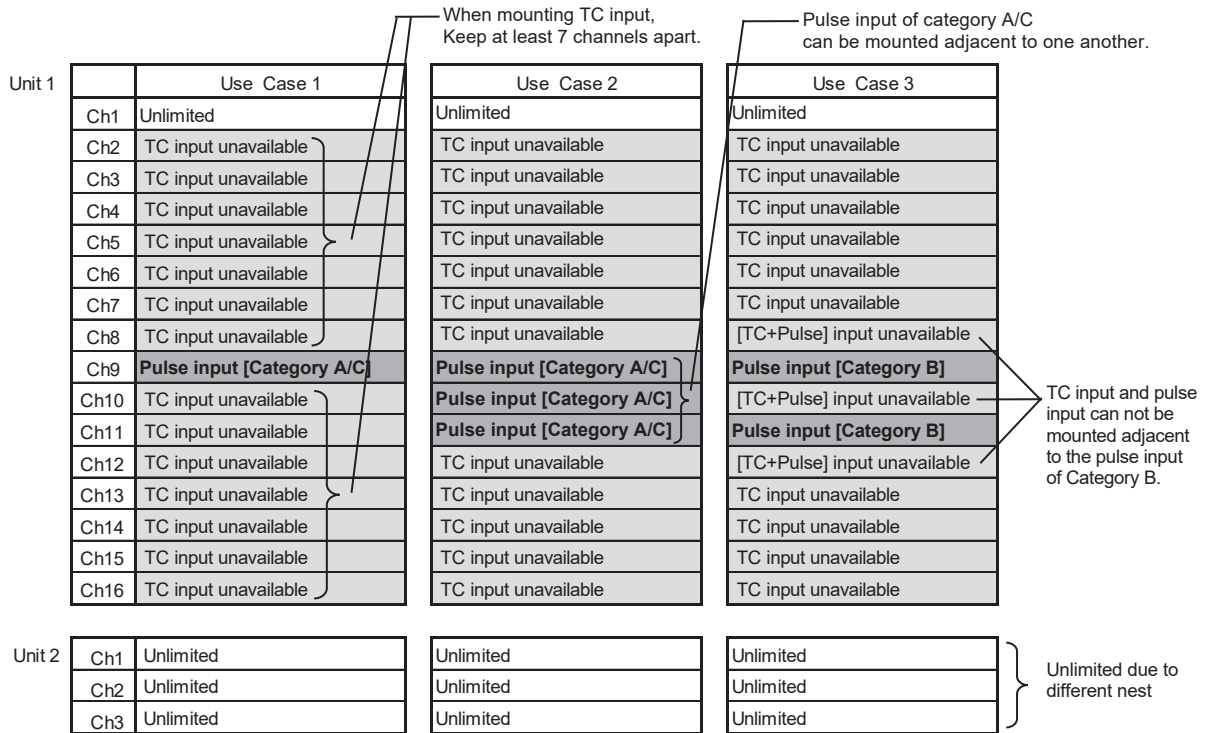 When mounting TC input,
Keep at least 7 channels apart.
Pulse input of category A/C
can be mounted adjacent to one another.
Unit 1 Use Case 1 Use Case 2 Use Case 3
Ch1 Unlimited Unlimited Unlimited
Ch2 TC input unavailable TC input unavailable TC input unavailable
Ch3 TC input unavailable TC input unavailable TC input unavailable
Ch4 TC input unavailable TC input unavailable TC input unavailable
Ch5 TC input unavailable TC input unavailable TC input unavailable
Ch6 TC input unavailable TC input unavailable TC input unavailable
Ch7 TC input unavailable TC input unavailable TC input unavailable
Ch8 TC input unavailable TC input unavailable [TC+Pulse] input unavailable
Ch9 Pulse input [Category A/C] Pulse input [Category A/C] Pulse input [Category B]
Ch10 TC input unavailable Pulse input [Category A/C] [TC+Pulse] input unavailable
Ch11 TC input unavailable Pulse input [Category A/C] Pulse input [Category B]
Ch12 TC input unavailable TC input unavailable [TC+Pulse] input unavailable
Ch13 TC input unavailable TC input unavailable TC input unavailable
Ch14 TC input unavailable TC input unavailable TC input unavailable
Ch15 TC input unavailable TC input unavailable TC input unavailable
Ch16 TC input unavailable TC input unavailable TC input unavailable
TC input and pulse
input can not be
mounted adjacent
to the pulse input
of Category B.
Unit 2 Ch1 Unlimited Unlimited Unlimited
Ch2 Unlimited Unlimited Unlimited
Ch3 Unlimited Unlimited Unlimited
Unlimited due to
different nest